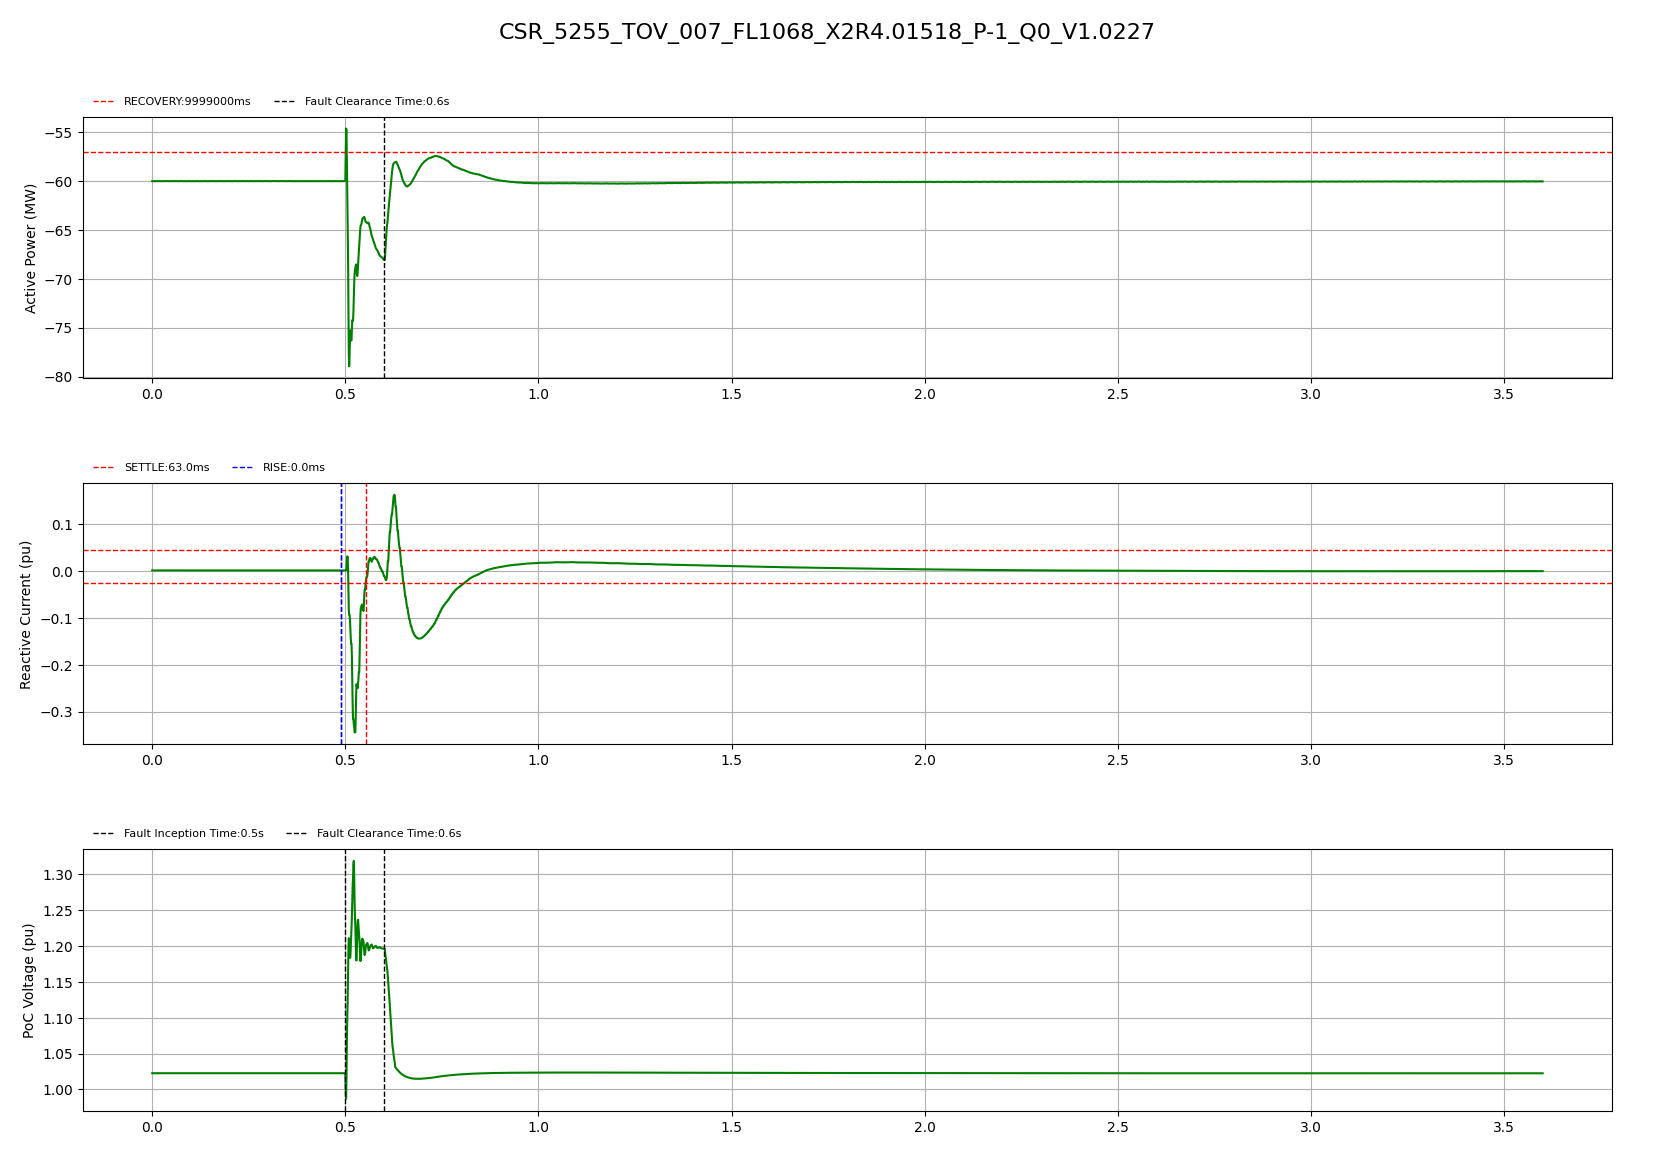 CSR_5255_TOV_007_FL1068_X2R4.01518_P-1_Q0_V1.0227
RECOVERY:9999000ms Fault Clearance Time:0.6s
Active Power (MW)
−55
−60
−65
−70
−75
−80
0.0 0.5 1.0 1.5 2.0 2.5 3.0 3.5
SETTLE:63.0ms RISE:0.0ms
Reactive Current (pu)
0.1
0.0
−0.1
−0.2
−0.3
0.0 0.5 1.0 1.5 2.0 2.5 3.0 3.5
Fault Inception Time:0.5s Fault Clearance Time:0.6s
PoC Voltage (pu)
1.30
1.25
1.20
1.15
1.10
1.05
1.00
0.0 0.5 1.0 1.5 2.0 2.5 3.0 3.5